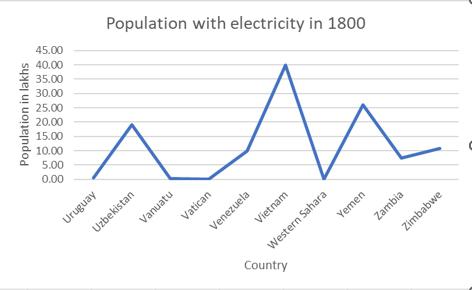 Population with electricity in 1800
Population in lakhs
45.00
40.00
35.00
30.00
25.00
20.00
15.00
10.00
5.00
0.00
Uruguay
Uzbekistan
Vanuatu
Vatican
Venezuela
Vietnam
Western Sahara
Yemen
Zambia
Zimbabwe
Country